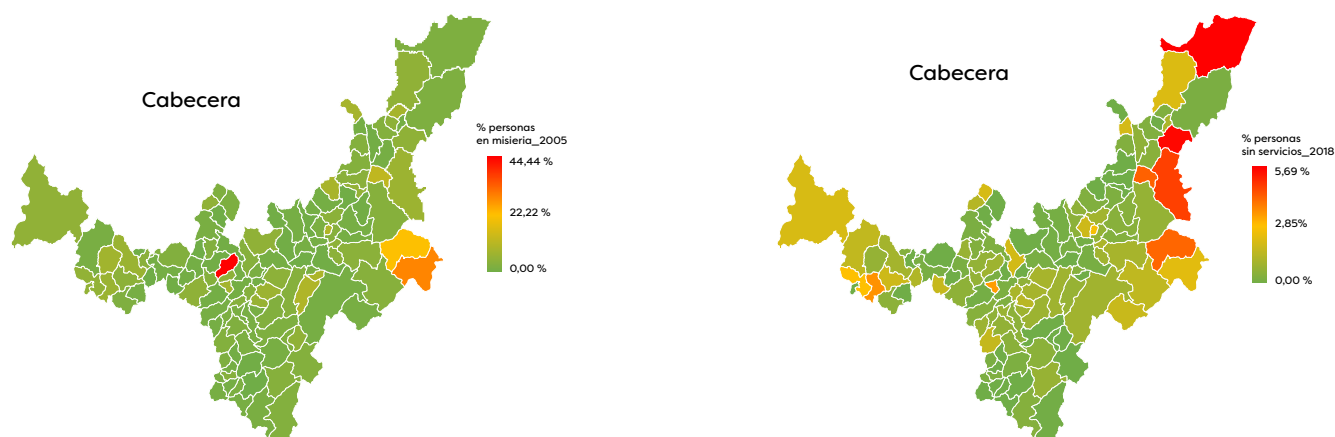 Cabecera
% personas
en misieria_2005
44,44 %
22,22 %
0,00 %
Cabecera
% personas
sin servicios_2018
5,69 %
2,85%
0,00 %